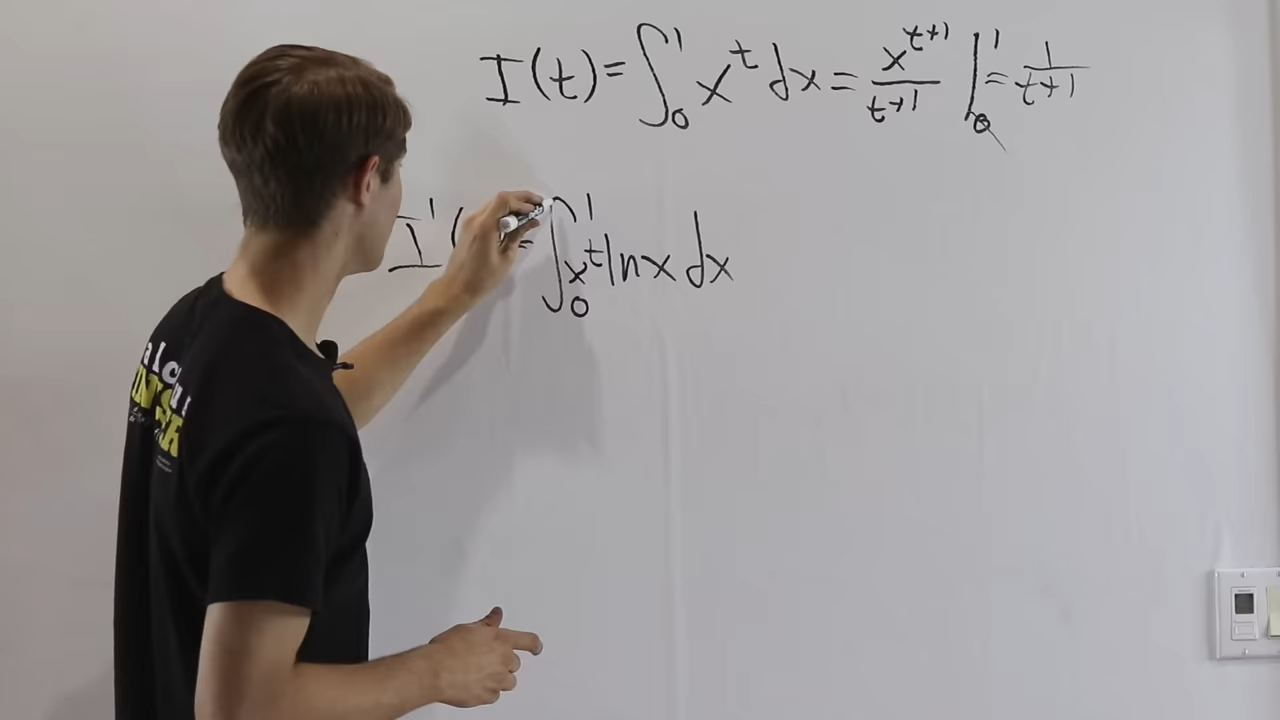 I(t) = ∫₀¹ x^t dx = x^(t+1)/(t+1) |₀¹ = 1/(t+1)
I'( = ∫₀¹ x^t ln x dx